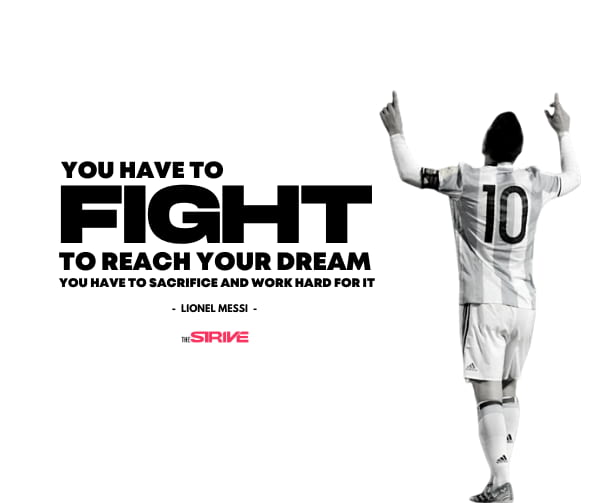 YOU HAVE TO
FIGHT
TO REACH YOUR DREAM
YOU HAVE TO SACRIFICE AND WORK HARD FOR IT
- LIONEL MESSI -
THE STRIVE
10